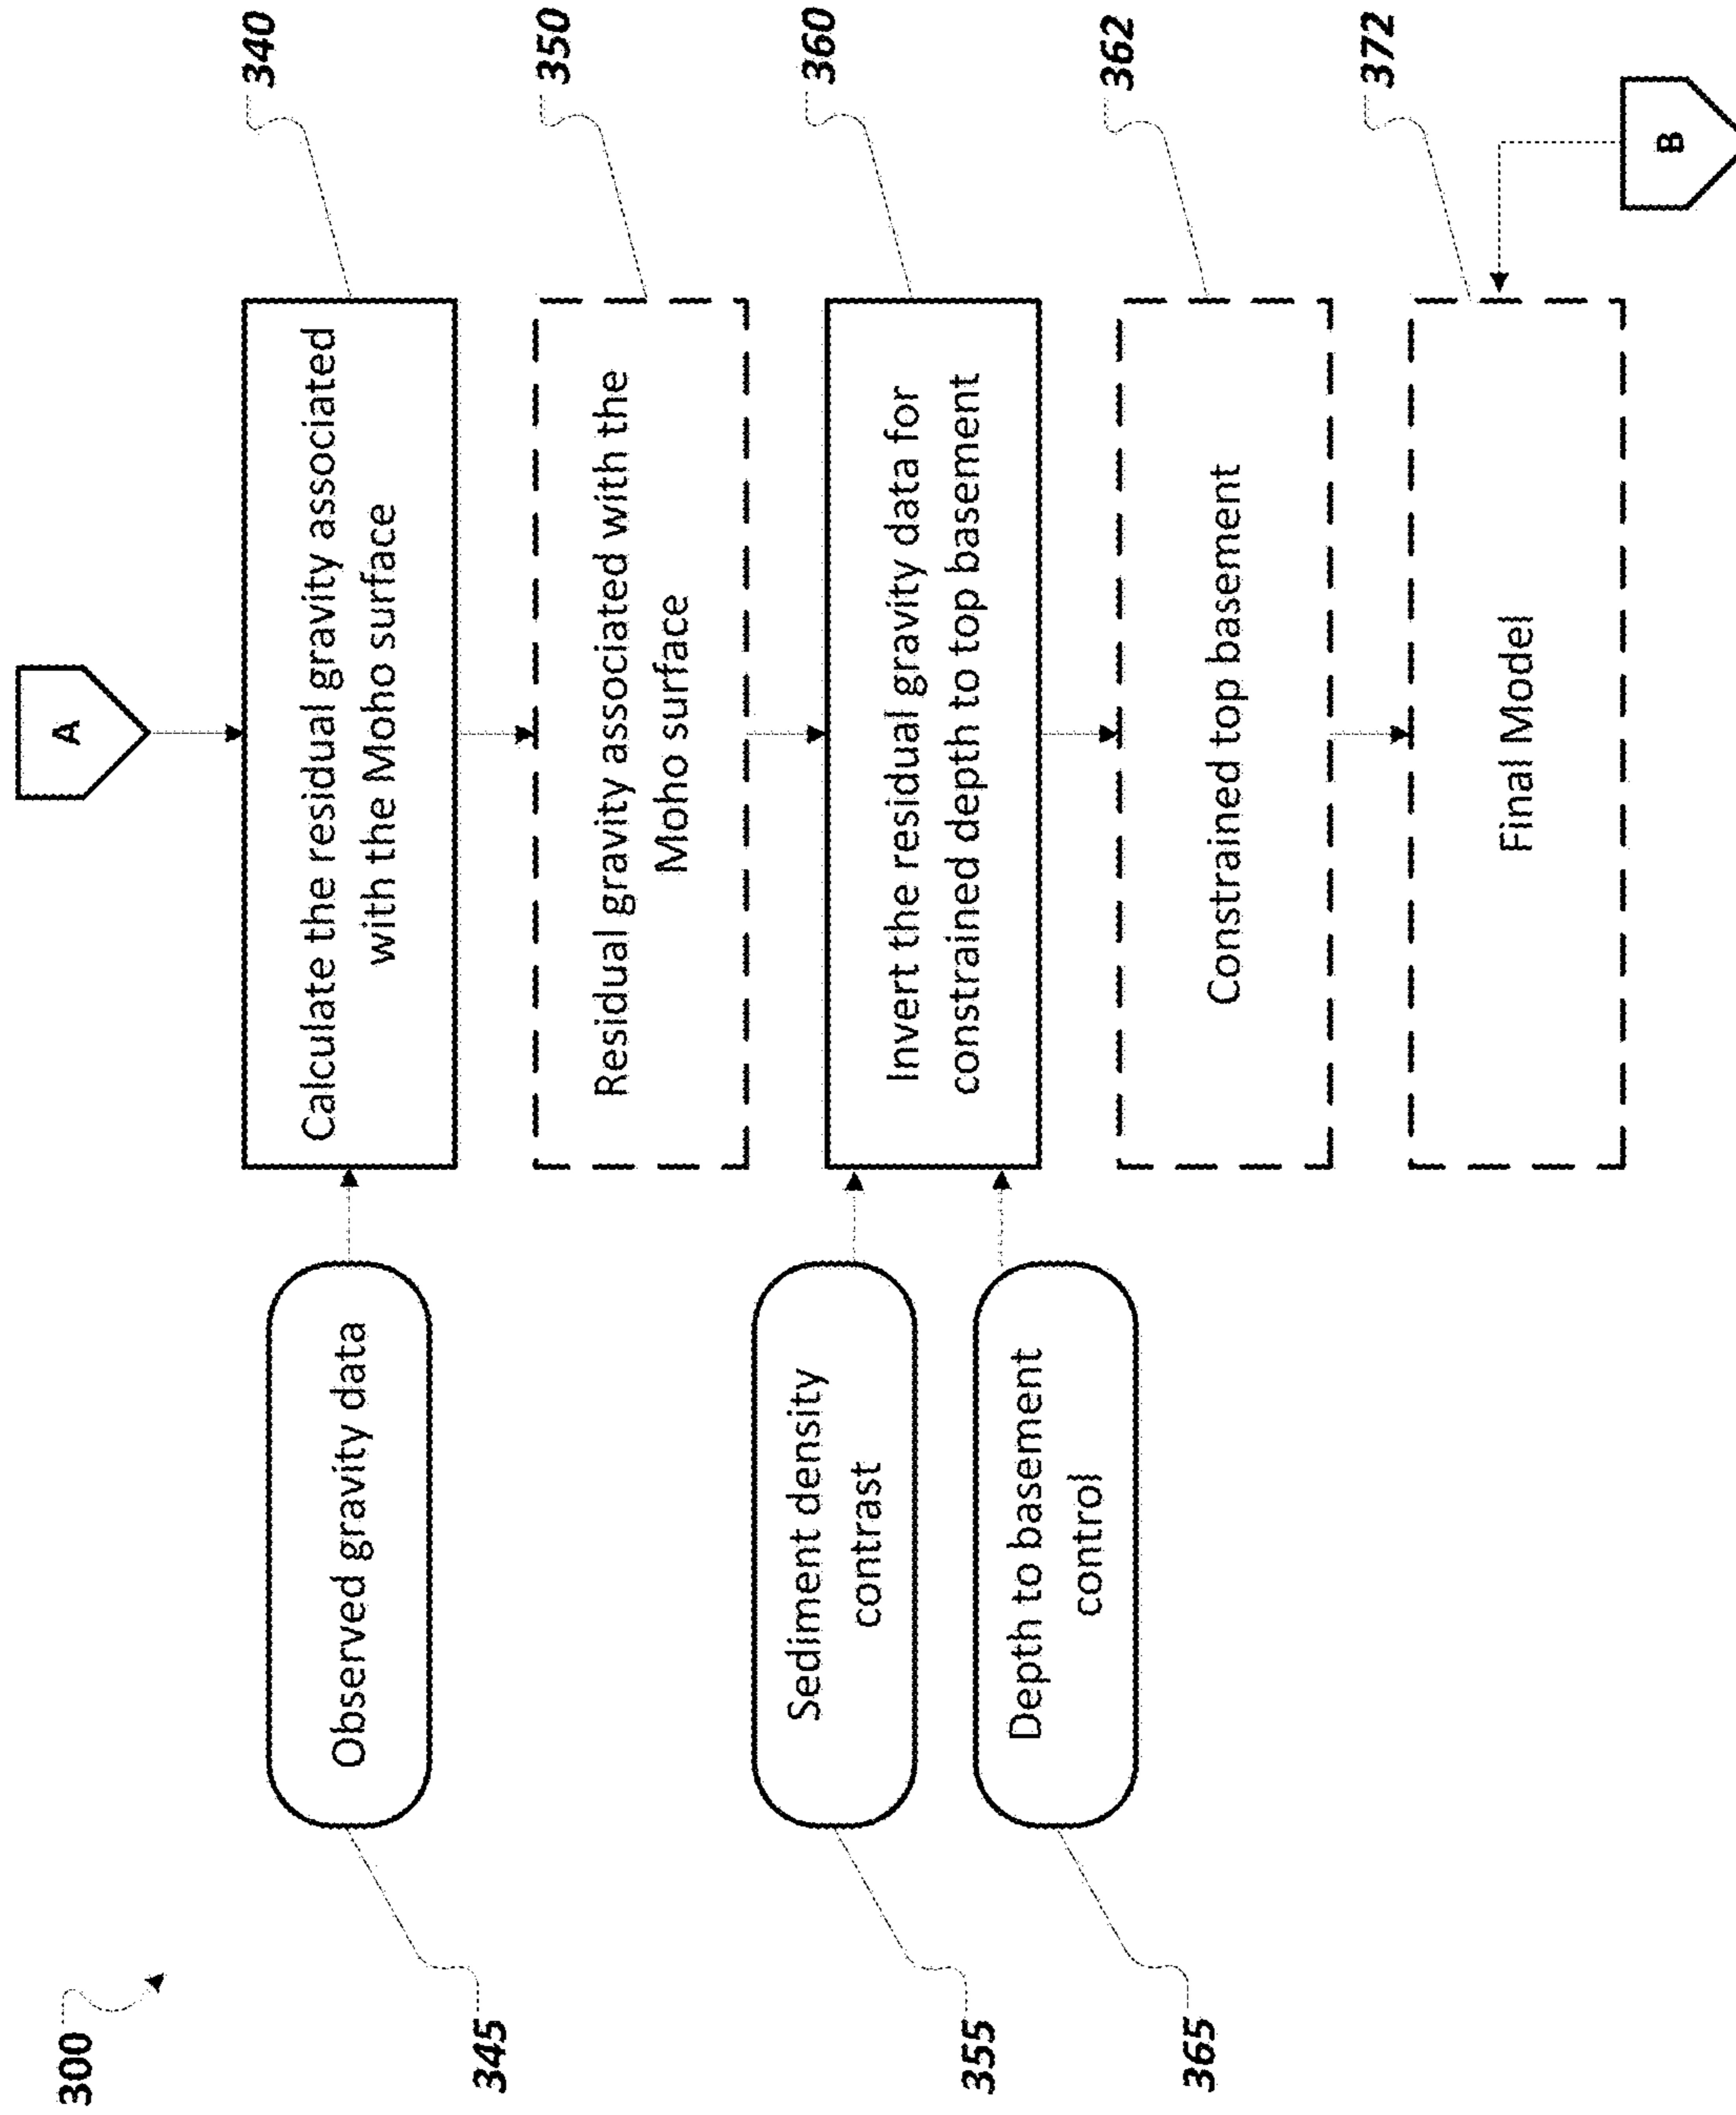 300
A
340
Calculate the residual gravity associated
with the Moho surface
Observed gravity data
345
350
Residual gravity associated with the
Moho surface
360
Invert the residual gravity data for
constrained depth to top basement
Sediment density
contrast
355
Depth to basement
control
365
362
Constrained top basement
372
Final Model
B